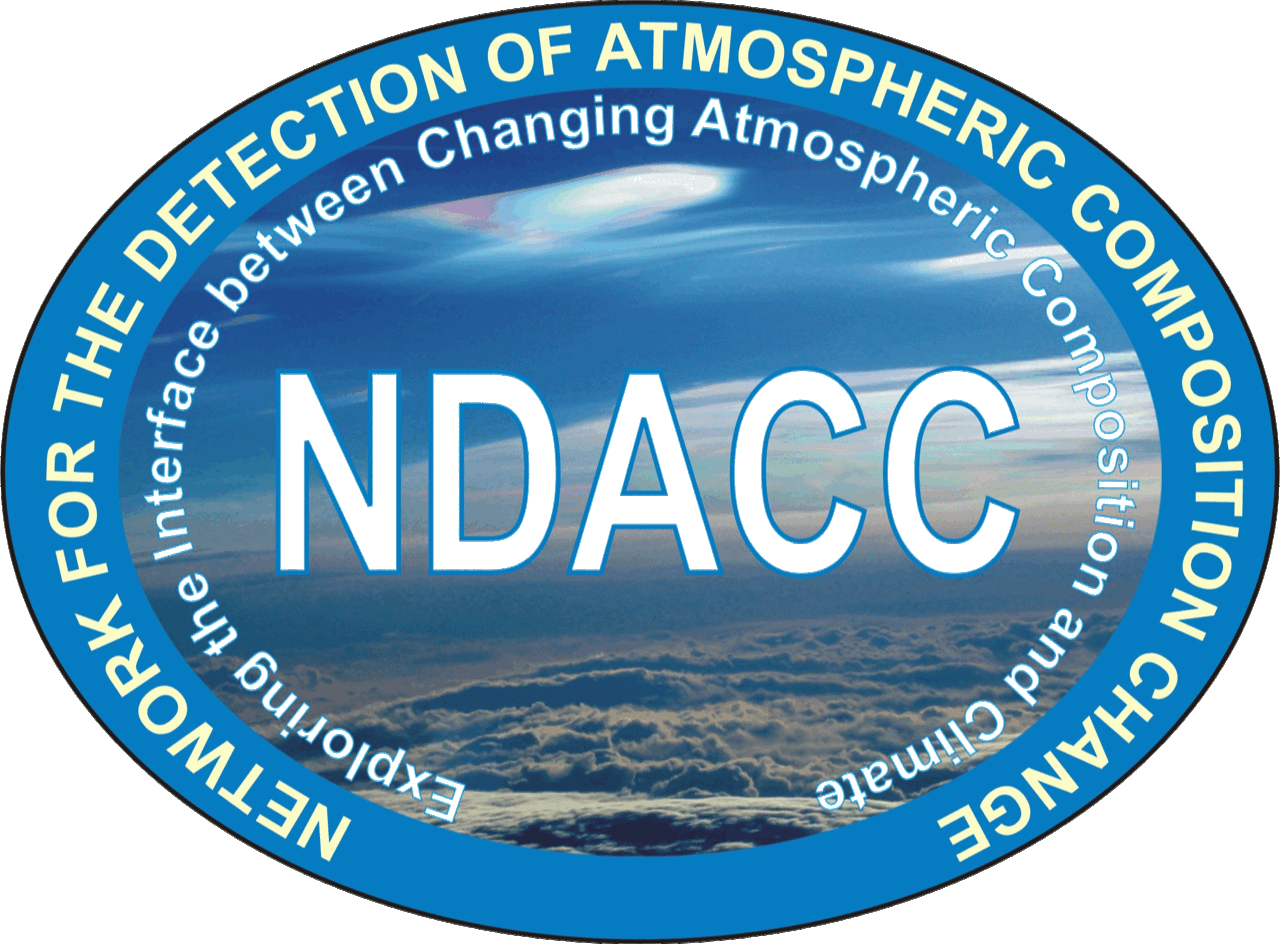 NETWORK FOR THE DETECTION OF ATMOSPHERIC COMPOSITION CHANGE
Exploring the Interface between Changing Atmospheric Composition and Climate
NDACC